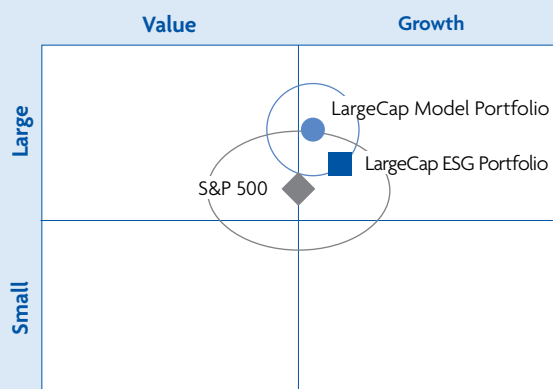 Value
Growth
Large
LargeCap Model Portfolio
LargeCap ESG Portfolio
S&P 500
Small